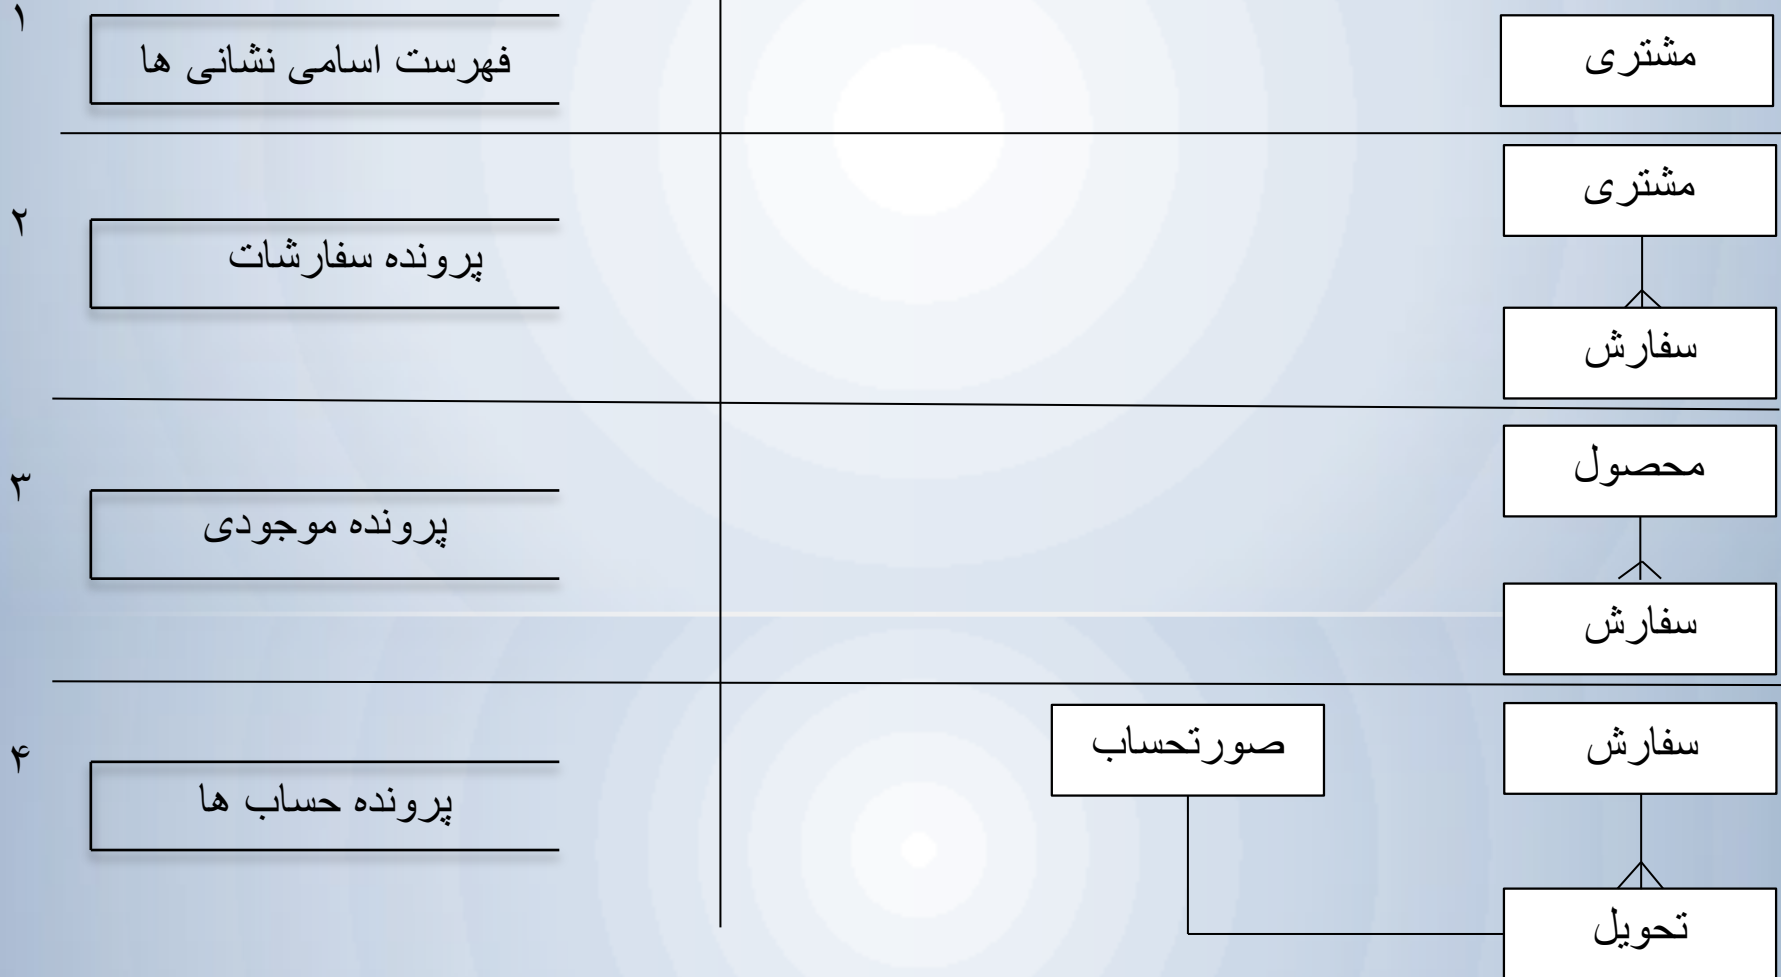 ۱
فهرست اسامی نشانی ها
مشتری
۲
پرونده سفارشات
مشتری
سفارش
۳
پرونده موجودی
محصول
سفارش
۴
پرونده حساب ها
صورتحساب
سفارش
تحویل